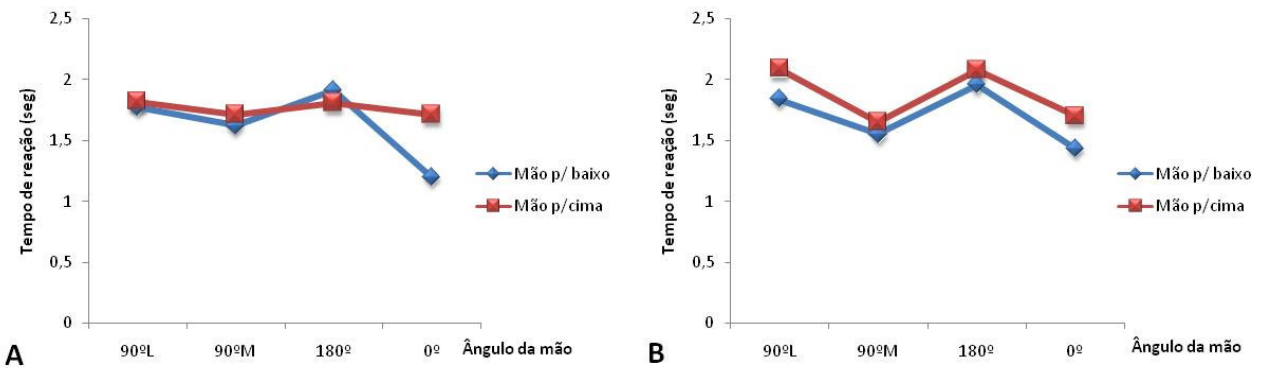 2,5
2
1,5
1
0,5
0
Tempo de reação (seg)
90ºL 90ºM 180º 0º
Ângulo da mão
Mão p/ baixo
Mão p/cima
A
2,5
2
1,5
1
0,5
0
Tempo de reação (seg)
90ºL 90ºM 180º 0º
Ângulo da mão
Mão p/ baixo
Mão p/cima
B